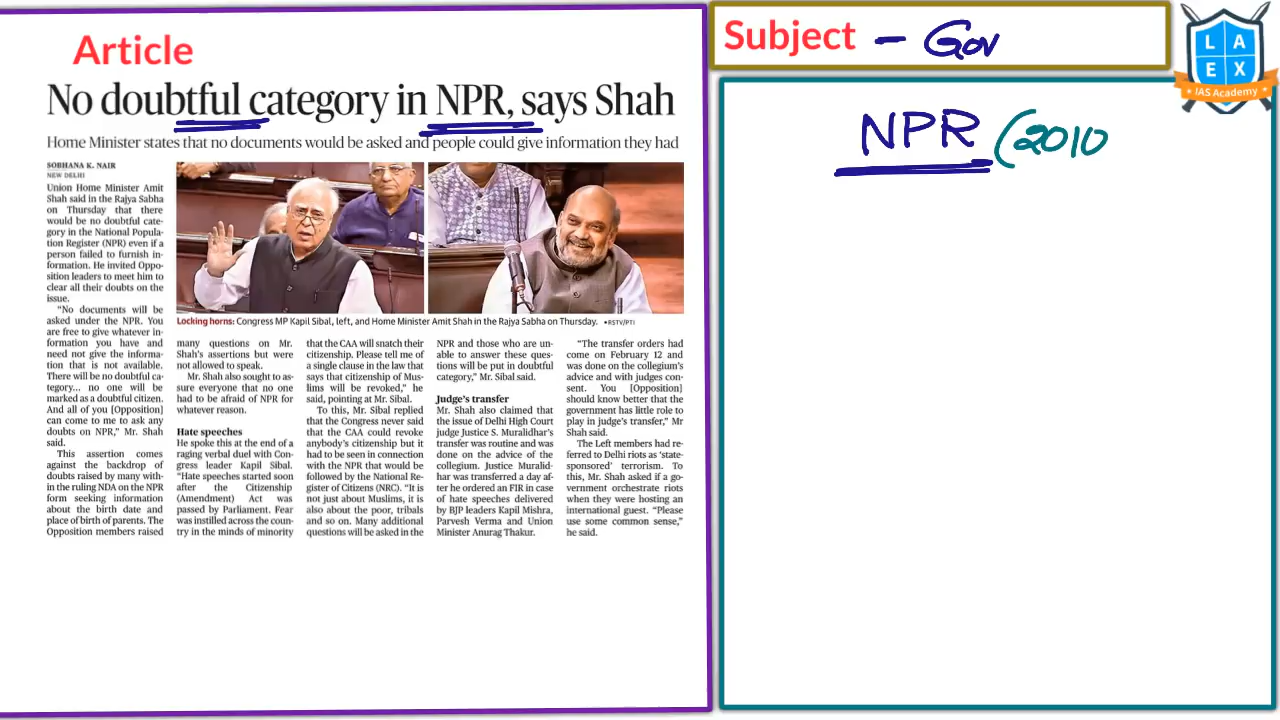 Article
No doubtful category in NPR, says Shah
Home Minister states that no documents would be asked and people could give information they had
SOBHANA K. NAIR
NEW DELHI
Union Home Minister Amit
Shah said in the Rajya Sabha
on Thursday that there
would be no doubtful cate-
gory in the National Popula-
tion Register (NPR) even if a
person failed to furnish in-
formation. He invited Oppo-
sition leaders to meet him to
clear all their doubts on the
issue.
“No documents will be
asked under the NPR. You
are free to give whatever in-
formation you have and
need not give the informa-
tion that is not available.
There will be no doubtful ca-
tegory... no one will be
marked as a doubtful citizen.
And all of you [Opposition]
can come to me to ask any
doubts on NPR,” Mr. Shah
said.
This assertion comes
against the backdrop of
doubts raised by many with-
in the ruling NDA on the NPR
form seeking information
about the birth date and
place of birth of parents. The
Opposition members raised
Locking horns: Congress MP Kapil Sibal, left, and Home Minister Amit Shah in the Rajya Sabha on Thursday. •RSTV/PTI
many questions on Mr.
Shah's assertions but were
not allowed to speak.
Mr. Shah also sought to as-
sure everyone that no one
had to be afraid of NPR for
whatever reason.
Hate speeches
He spoke this at the end of a
raging verbal duel with Con-
gress leader Kapil Sibal.
“Hate speeches started soon
after the Citizenship
(Amendment) Act was
passed by Parliament. Fear
was instilled across the coun-
try in the minds of minority
that the CAA will snatch their
citizenship. Please tell me of
a single clause in the law that
says that citizenship of Mus-
lims will be revoked,” he
said, pointing at Mr. Sibal.
To this, Mr. Sibal replied
that the Congress never said
that the CAA could revoke
anybody's citizenship but it
had to be seen in connection
with the NPR that would be
followed by the National Re-
gister of Citizens (NRC). “It is
not just about Muslims, it is
also about the poor, tribals
and so on. Many additional
questions will be asked in the
NPR and those who are un-
able to answer these ques-
tions will be put in doubtful
category,” Mr. Sibal said.
Judge's transfer
Mr. Shah also claimed that
the issue of Delhi High Court
judge Justice S. Muralidhar's
transfer was routine and was
done on the advice of the
collegium. Justice Muralid-
har was transferred a day af-
ter he ordered an FIR in case
of hate speeches delivered
by BJP leaders Kapil Mishra,
Parvesh Verma and Union
Minister Anurag Thakur.
“The transfer orders had
come on February 12 and
was done on the collegium's
advice and with judges con-
sent. You [Opposition]
should know better that the
government has little role to
play in judge's transfer,” Mr
Shah said.
The Left members had re-
ferred to Delhi riots as ‘state-
sponsored’ terrorism. To
this, Mr. Shah asked if a go-
vernment orchestrate riots
when they were hosting an
international guest. “Please
use some common sense,”
he said.
Subject - Gov
LA
EX
IAS Academy
NPR (2010